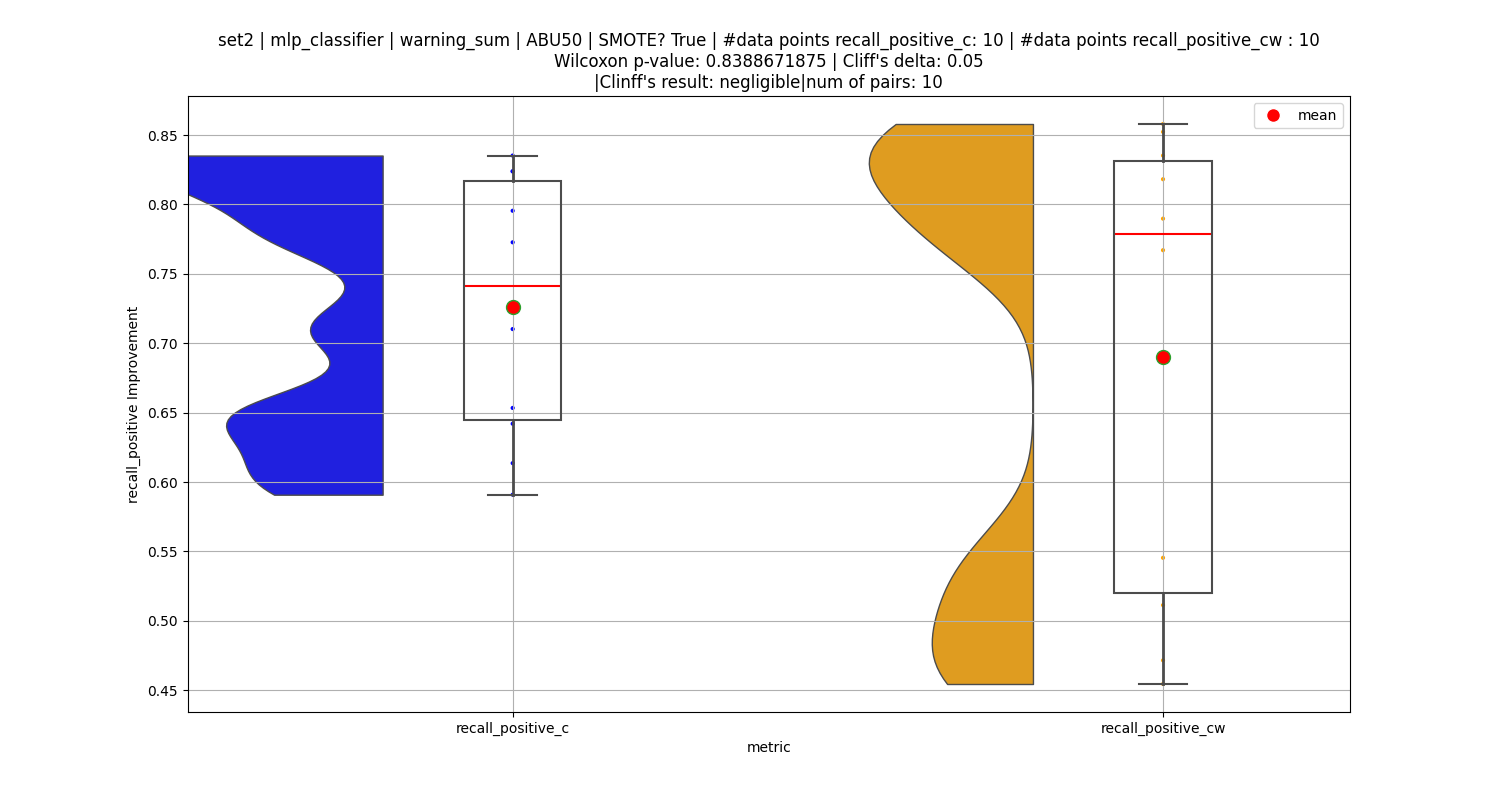 set2 | mlp_classifier | warning_sum | ABU50 | SMOTE? True | #data points recall_positive_c: 10 | #data points recall_positive_cw : 10
Wilcoxon p-value: 0.8388671875 | Cliff's delta: 0.05
|Clinff's result: negligible|num of pairs: 10
mean
0.85
0.80
0.75
0.70
0.65
0.60
0.55
0.50
0.45
recall_positive Improvement
recall_positive_c
recall_positive_cw
metric